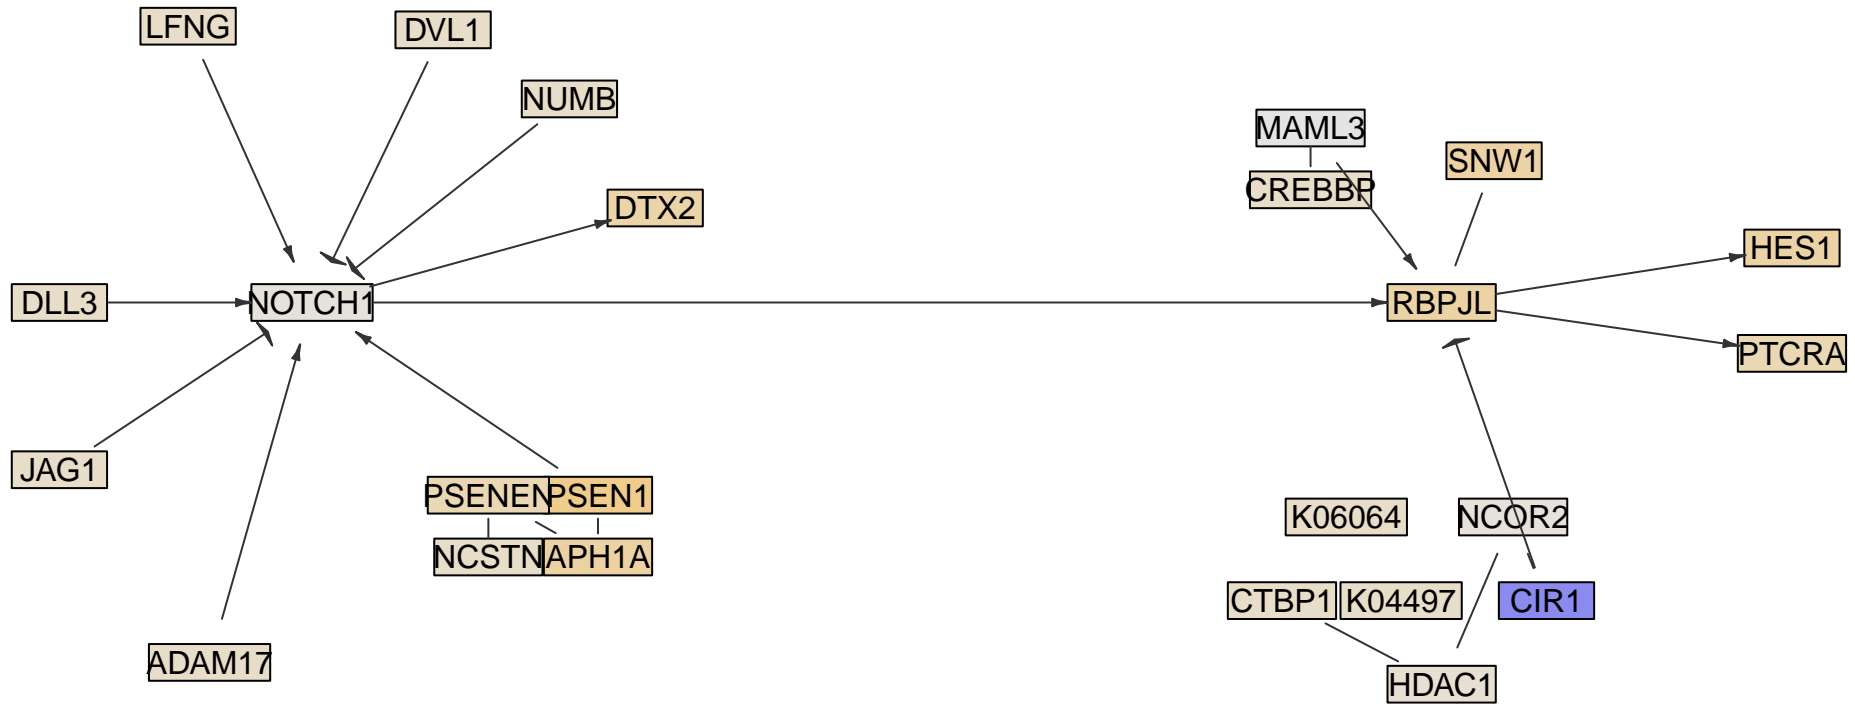 LFNG
DVL1
NUMB
MAML3
SNW1
CREBBP
DTX2
HES1
DLL3
NOTCH1
RBPJL
PTCRA
JAG1
PSENEN
PSEN1
K06064
NCOR2
NCSTN
APH1A
CTBP1
K04497
CIR1
ADAM17
HDAC1